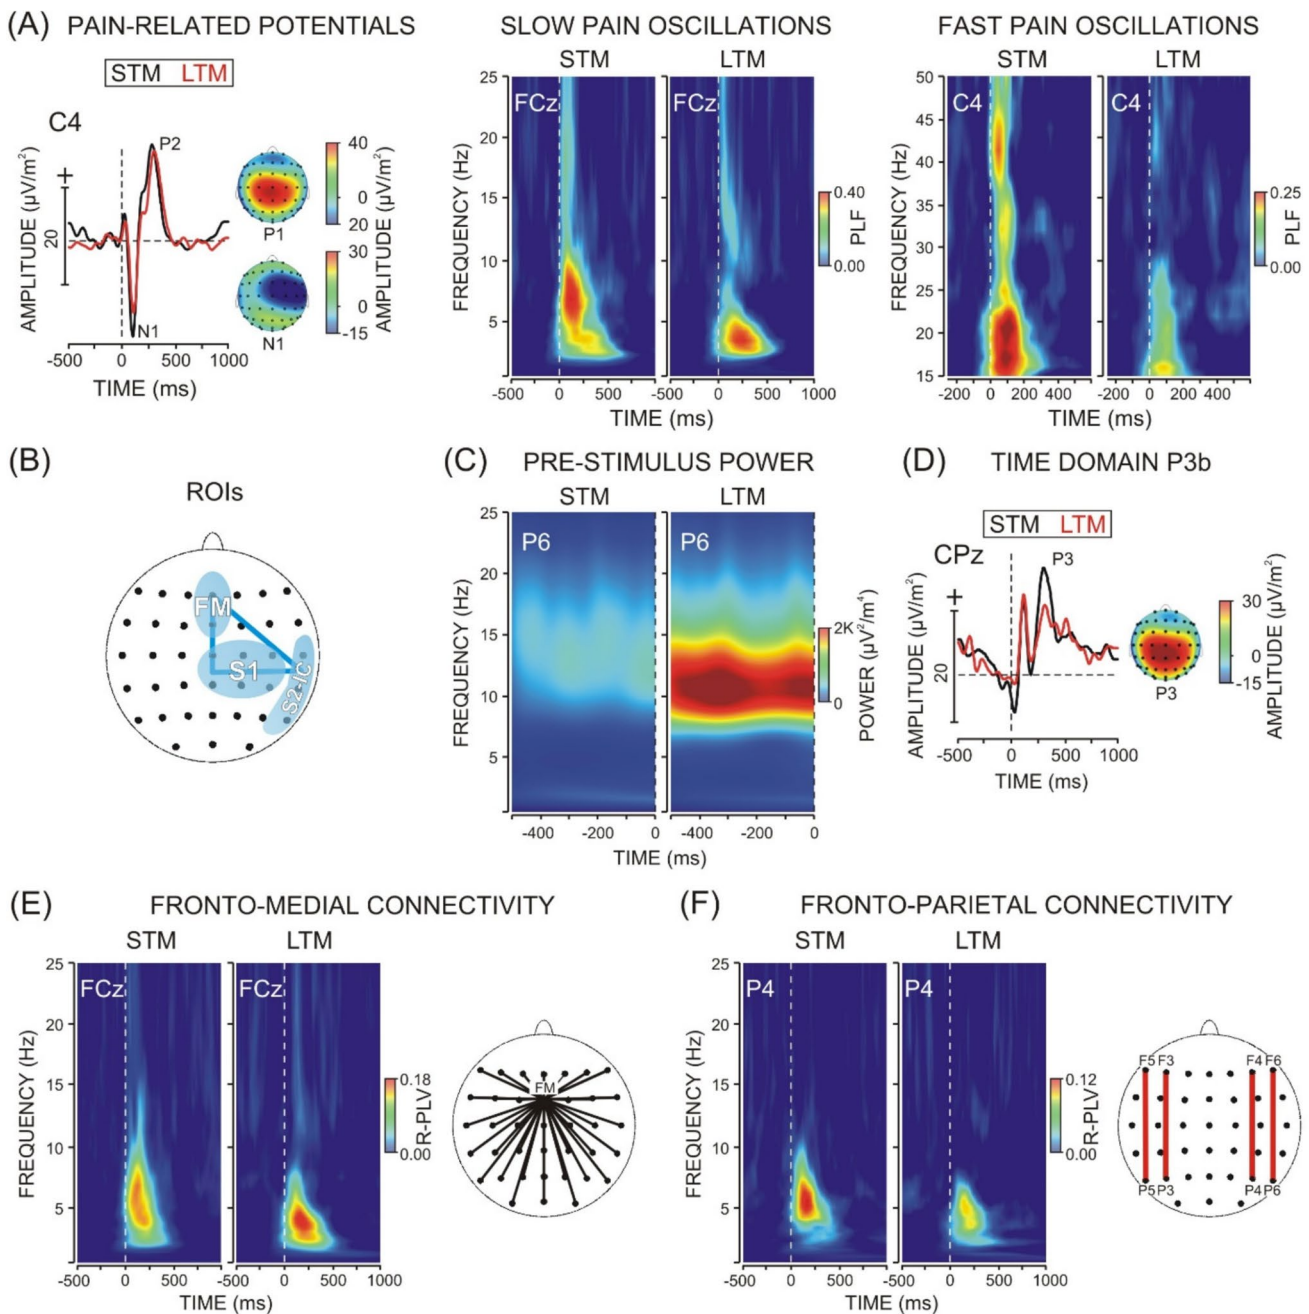 (A) PAIN-RELATED POTENTIALS
STM LTM
C4
P2
N1
AMPLITUDE (µV/m²)
+
20
-500 0 500 1000
TIME (ms)
P1
N1
40
0
20
30
0
-15
AMPLITUDE (µV/m²)
SLOW PAIN OSCILLATIONS
STM LTM
FCz FCz
FREQUENCY (Hz)
25
20
15
10
5
-500 0 500 -500 0 500 1000
TIME (ms)
0.40
0.00
PLF
FAST PAIN OSCILLATIONS
STM LTM
C4 C4
FREQUENCY (Hz)
50
45
40
35
30
25
20
15
-200 0 200 400 -200 0 200 400
TIME (ms)
0.25
0.00
PLF
(B)
ROIs
FM
S1
S2-IC
(C) PRE-STIMULUS POWER
STM LTM
P6 P6
FREQUENCY (Hz)
25
20
15
10
5
-400 -200 0 -400 -200 0
TIME (ms)
2K
0
POWER (µV²/m⁴)
(D) TIME DOMAIN P3b
STM LTM
CPz
P3
AMPLITUDE (µV/m²)
+
20
-500 0 500 1000
TIME (ms)
P3
30
0
-15
AMPLITUDE (µV/m²)
(E) FRONTO-MEDIAL CONNECTIVITY
STM LTM
FCz FCz
FREQUENCY (Hz)
25
20
15
10
5
-500 0 500 -500 0 500 1000
TIME (ms)
0.18
0.00
R-PLV
FM
(F) FRONTO-PARIETAL CONNECTIVITY
STM LTM
P4 P4
FREQUENCY (Hz)
25
20
15
10
5
-500 0 500 -500 0 500 1000
TIME (ms)
0.12
0.00
R-PLV
F5 F3 F4 F6
P5 P3 P4 P6